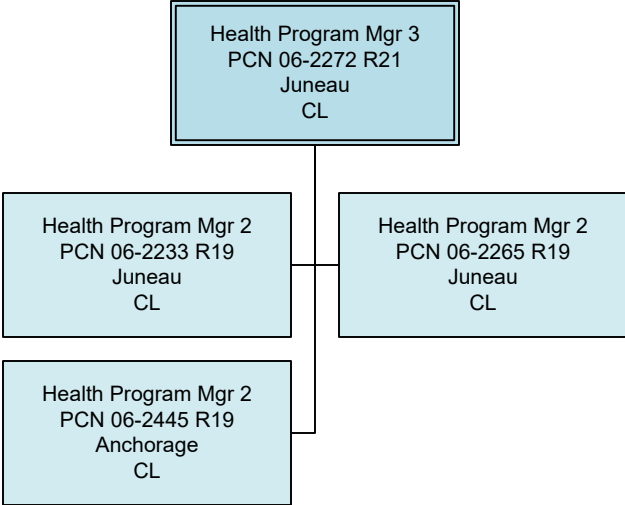 Health Program Mgr 3
PCN 06-2272 R21
Juneau
CL
Health Program Mgr 2
PCN 06-2233 R19
Juneau
CL
Health Program Mgr 2
PCN 06-2265 R19
Juneau
CL
Health Program Mgr 2
PCN 06-2445 R19
Anchorage
CL